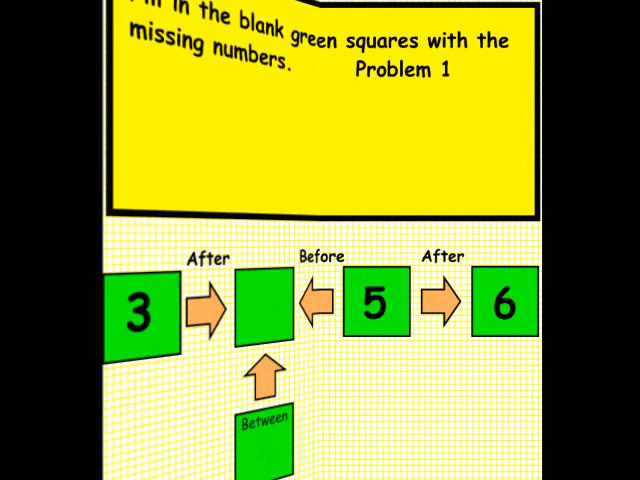 in the blank green squares with the
missing numbers.
Problem 1
After
Before
After
3
5
6
Between